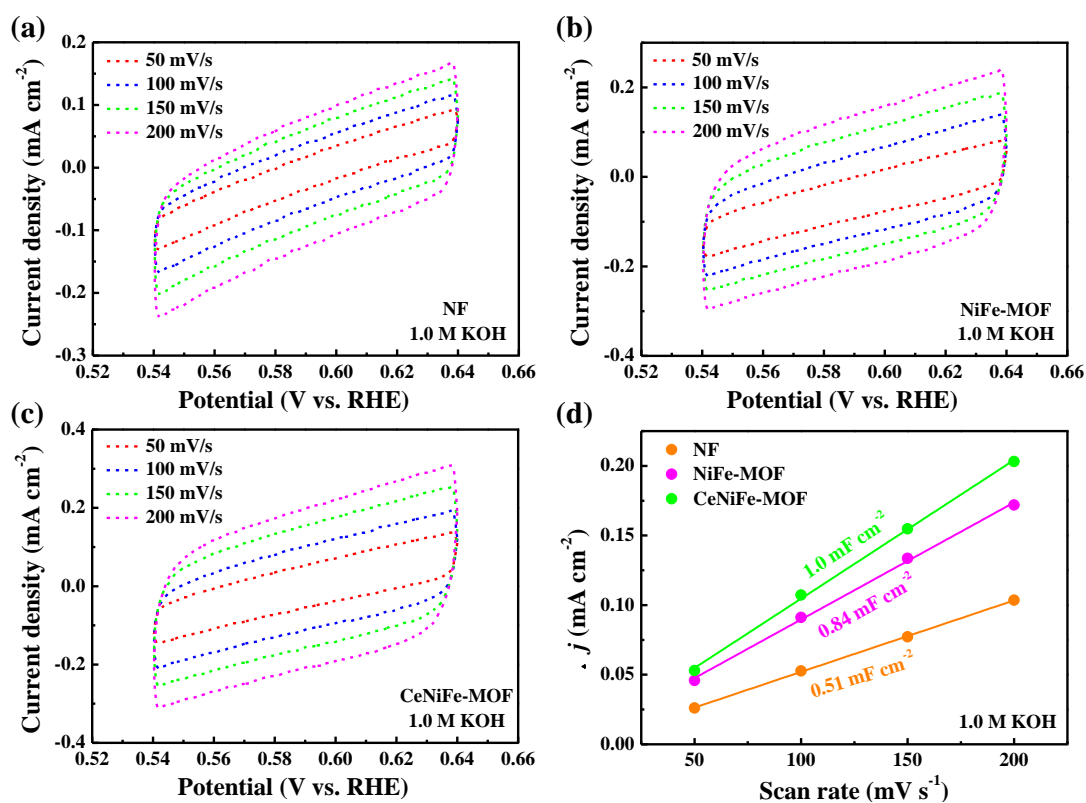 (a)
0.2
0.1
0.0
-0.1
-0.2
-0.3
Current density (mA cm⁻²)
50 mV/s
100 mV/s
150 mV/s
200 mV/s
NF
1.0 M KOH
0.52 0.54 0.56 0.58 0.60 0.62 0.64 0.66
Potential (V vs. RHE)
(b)
0.2
0.0
-0.2
-0.4
Current density (mA cm⁻²)
50 mV/s
100 mV/s
150 mV/s
200 mV/s
NiFe-MOF
1.0 M KOH
0.52 0.54 0.56 0.58 0.60 0.62 0.64 0.66
Potential (V vs. RHE)
(c)
0.4
0.2
0.0
-0.2
-0.4
Current density (mA cm⁻²)
50 mV/s
100 mV/s
150 mV/s
200 mV/s
CeNiFe-MOF
1.0 M KOH
0.52 0.54 0.56 0.58 0.60 0.62 0.64 0.66
Potential (V vs. RHE)
(d)
0.20
0.15
0.10
0.05
0.00
j (mA cm⁻²)
NF
NiFe-MOF
CeNiFe-MOF
1.0 mF cm⁻²
0.84 mF cm⁻²
0.51 mF cm⁻²
1.0 M KOH
50 100 150 200
Scan rate (mV s⁻¹)